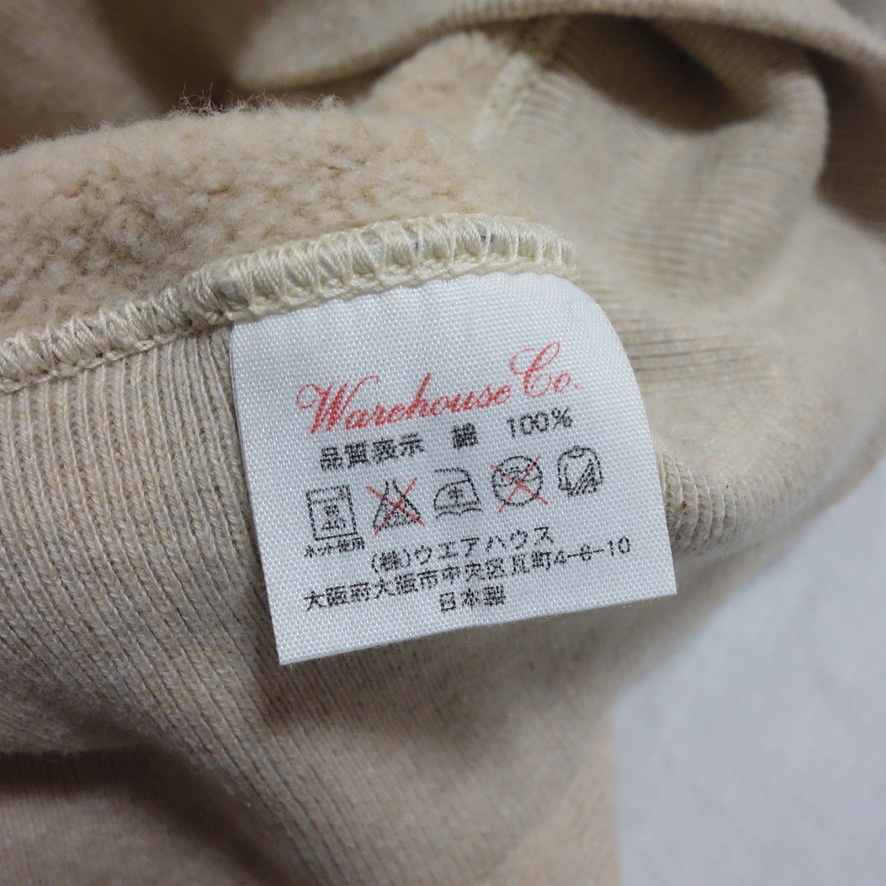 Warehouse Co.
品質表示 綿 100%
ネット使用
(株)ウエアハウス
大阪府大阪市中央区瓦町4-6-10
日本製